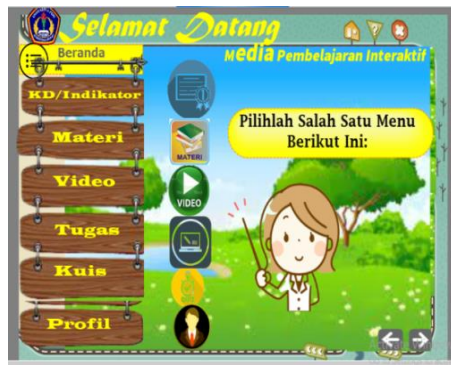 Selamat Datang
Beranda
Media Pembelajaran Interaktif
KD/Indikator
Pilihlah Salah Satu Menu
Berikut Ini:
Materi
MATERI
Video
VIDEO
Tugas
Kuis
Profil